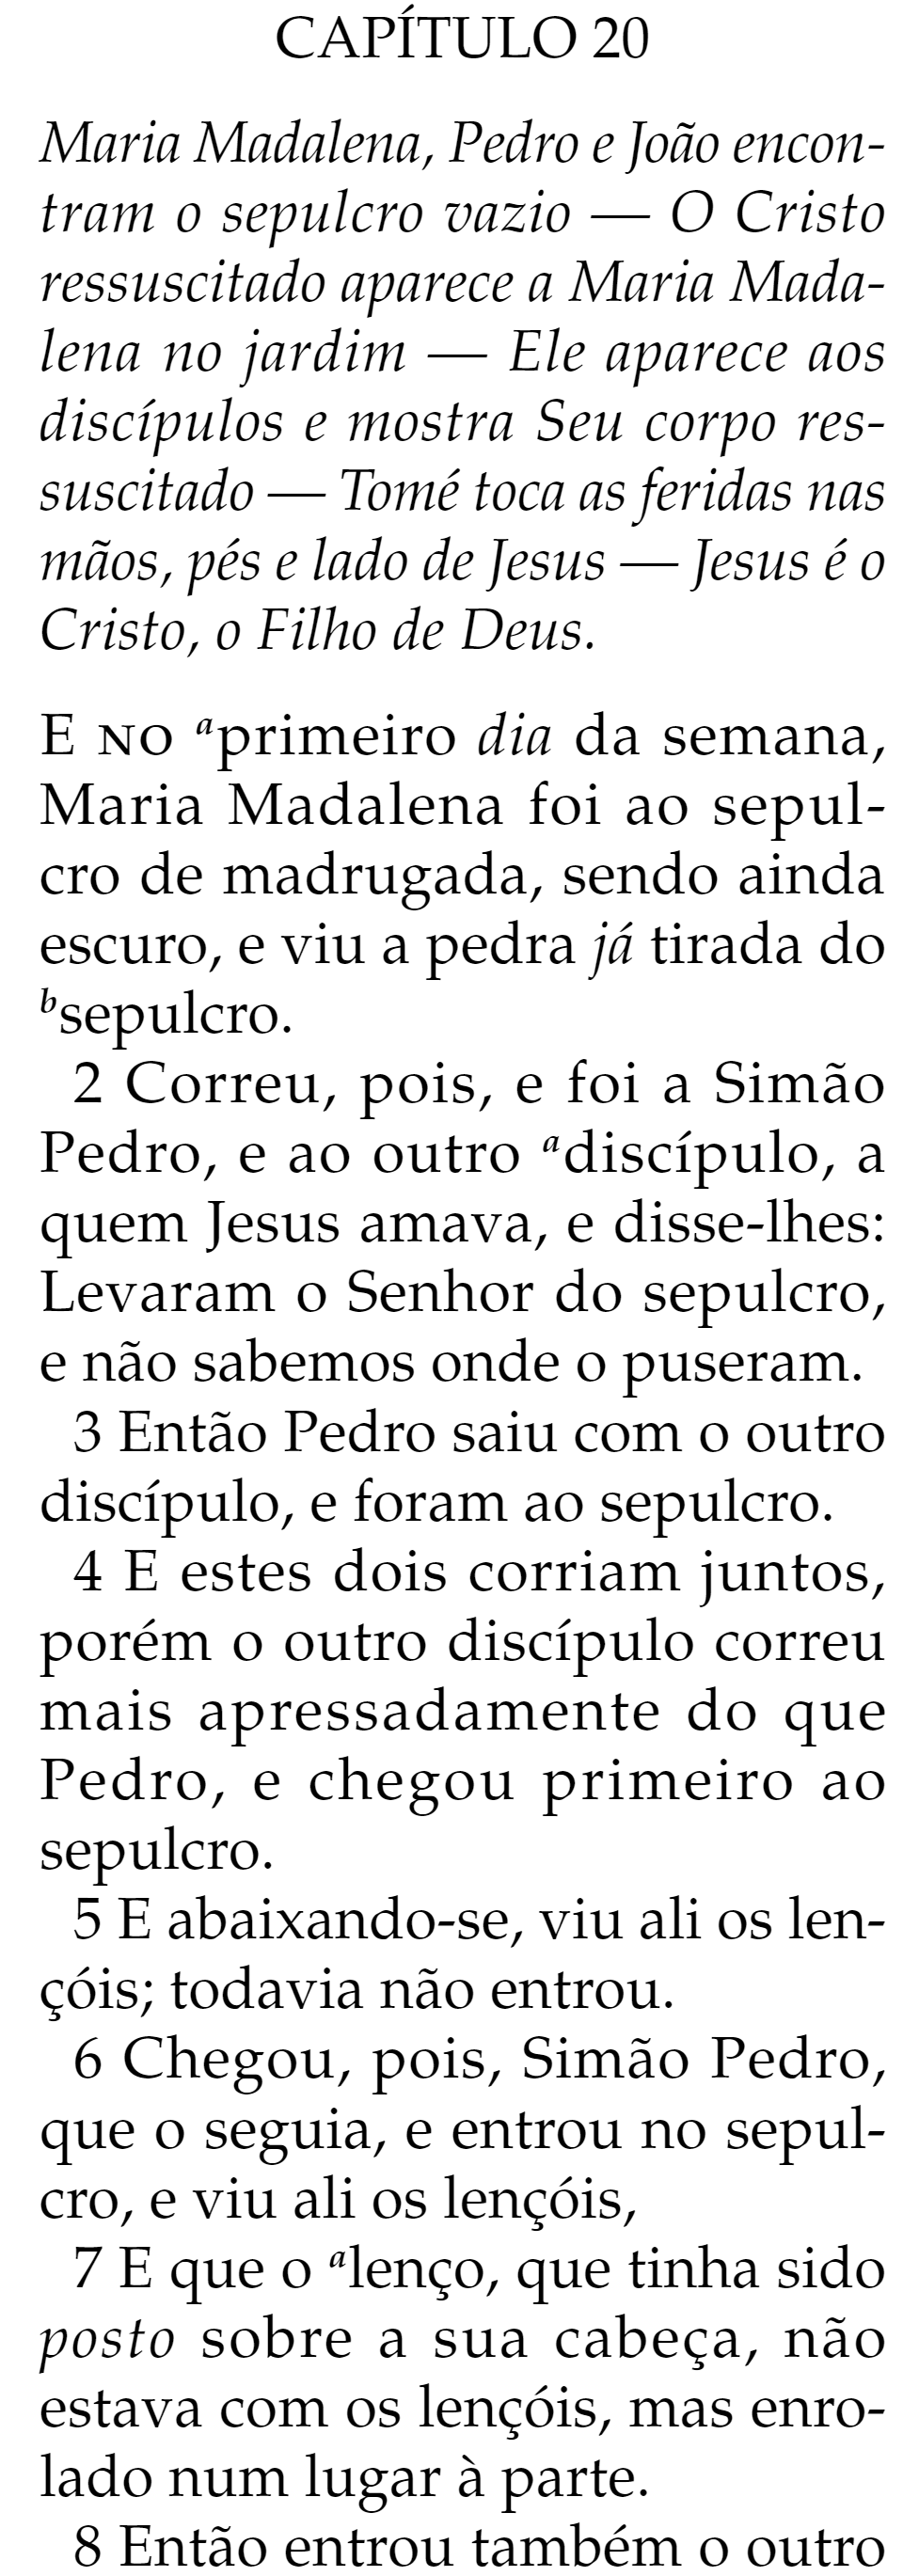 CAPÍTULO 20
Maria Madalena, Pedro e João encon-
tram o sepulcro vazio — O Cristo
ressuscitado aparece a Maria Mada-
lena no jardim — Ele aparece aos
discípulos e mostra Seu corpo res-
suscitado — Tomé toca as feridas nas
mãos, pés e lado de Jesus — Jesus é o
Cristo, o Filho de Deus.
E NO ᵃprimeiro dia da semana,
Maria Madalena foi ao sepul-
cro de madrugada, sendo ainda
escuro, e viu a pedra já tirada do
ᵇsepulcro.
2 Correu, pois, e foi a Simão
Pedro, e ao outro ᵃdiscípulo, a
quem Jesus amava, e disse-lhes:
Levaram o Senhor do sepulcro,
e não sabemos onde o puseram.
3 Então Pedro saiu com o outro
discípulo, e foram ao sepulcro.
4 E estes dois corriam juntos,
porém o outro discípulo correu
mais apressadamente do que
Pedro, e chegou primeiro ao
sepulcro.
5 E abaixando-se, viu ali os len-
çóis; todavia não entrou.
6 Chegou, pois, Simão Pedro,
que o seguia, e entrou no sepul-
cro, e viu ali os lençóis,
7 E que o ᵃlenço, que tinha sido
posto sobre a sua cabeça, não
estava com os lençóis, mas enro-
lado num lugar à parte.
8 Então entrou também o outro